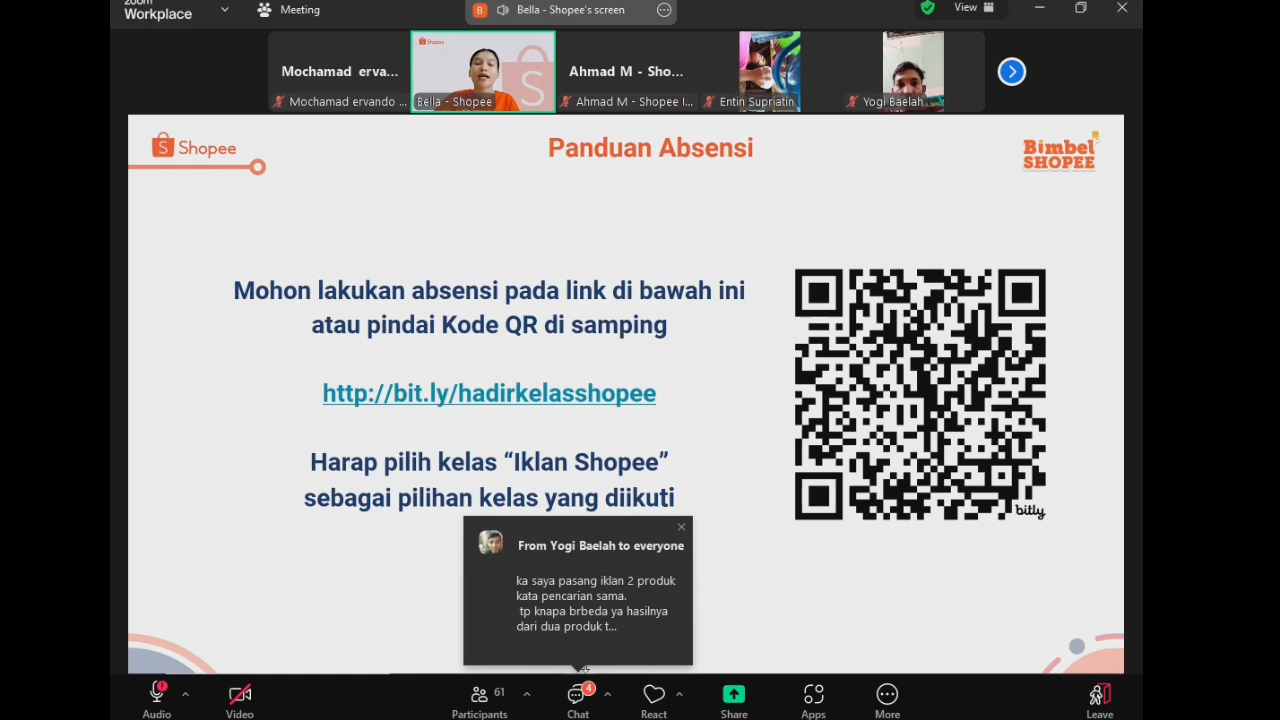 zoom
Workplace
Meeting
B
Bella - Shopee's screen
View
Mochamad erva...
Mochamad ervando ...
Shopee
S
Bella - Shopee
Ahmad M - Sho...
Ahmad M - Shopee I...
Entin Supriatin
Yogi Baelah
S Shopee
Panduan Absensi
Bimbel
SHOPEE
Mohon lakukan absensi pada link di bawah ini
atau pindai Kode QR di samping
http://bit.ly/hadirkelasshopee
Harap pilih kelas “Iklan Shopee”
sebagai pilihan kelas yang diikuti
bitly
From Yogi Baelah to everyone
ka saya pasang iklan 2 produk
kata pencarian sama.
tp knapa brbeda ya hasilnya
dari dua produk t...
Audio
Video
61
Participants
4
Chat
React
Share
Apps
More
Leave